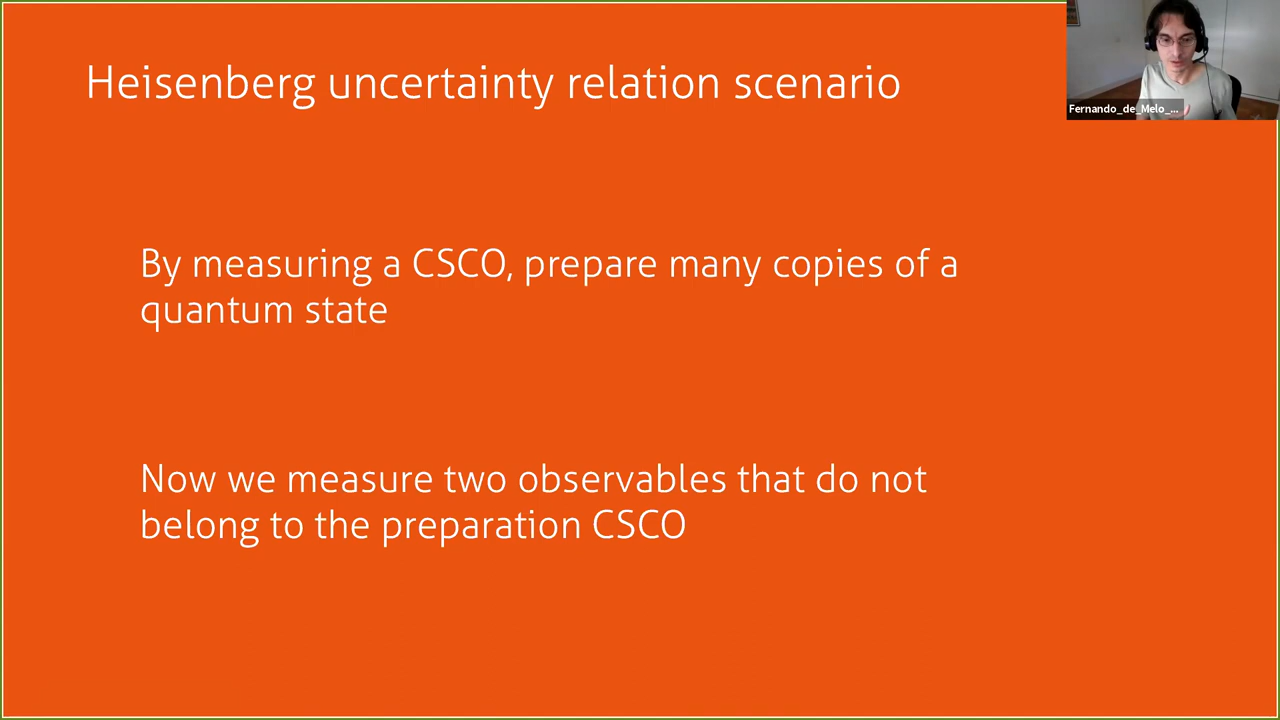 Heisenberg uncertainty relation scenario
Fernando_de_Melo_...
By measuring a CSCO, prepare many copies of a
quantum state
Now we measure two observables that do not
belong to the preparation CSCO